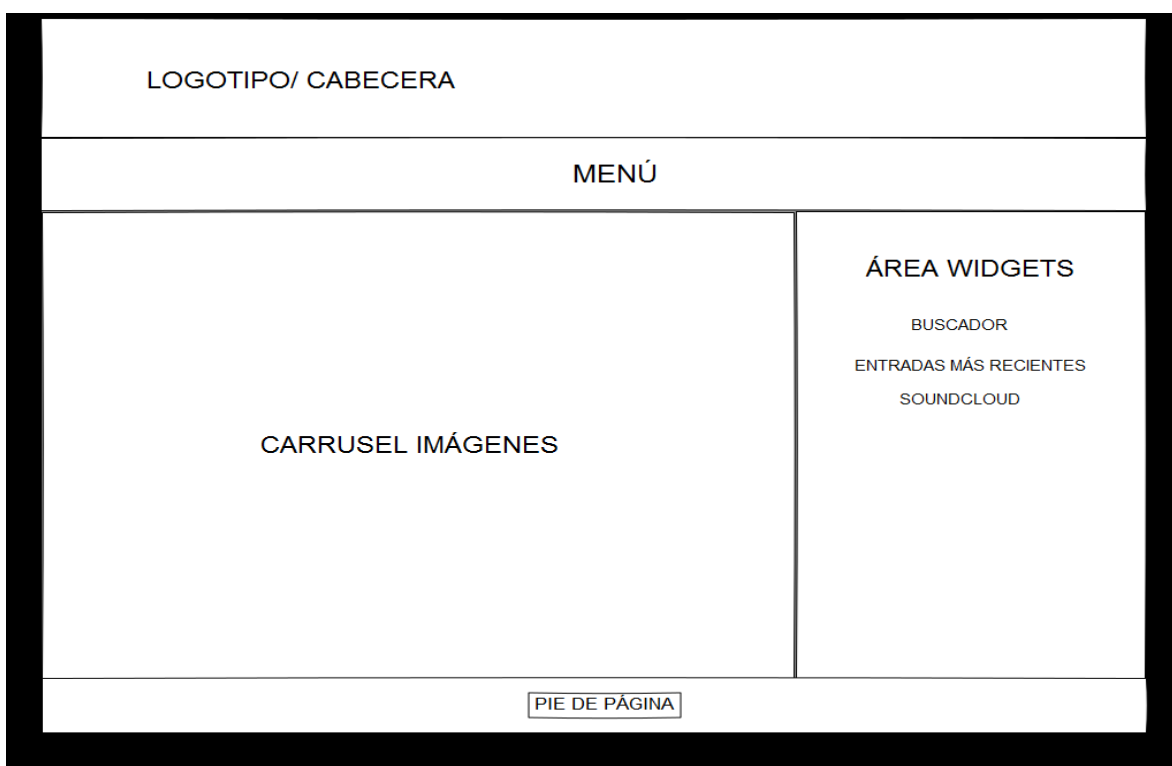 LOGOTIPO/ CABECERA
MENÚ
ÁREA WIDGETS
BUSCADOR
ENTRADAS MÁS RECIENTES
SOUNDCLOUD
CARRUSEL IMÁGENES
PIE DE PÁGINA